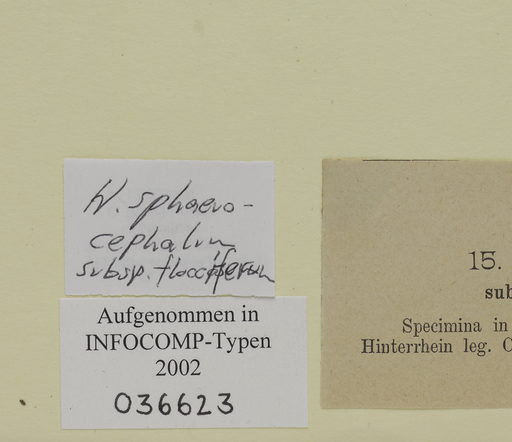 H. sphaero-
cephalum
subsp. flocciferum
Aufgenommen in
INFOCOMP-Typen
2002
036623
15.
sub
Specimina in
Hinterrhein leg. C